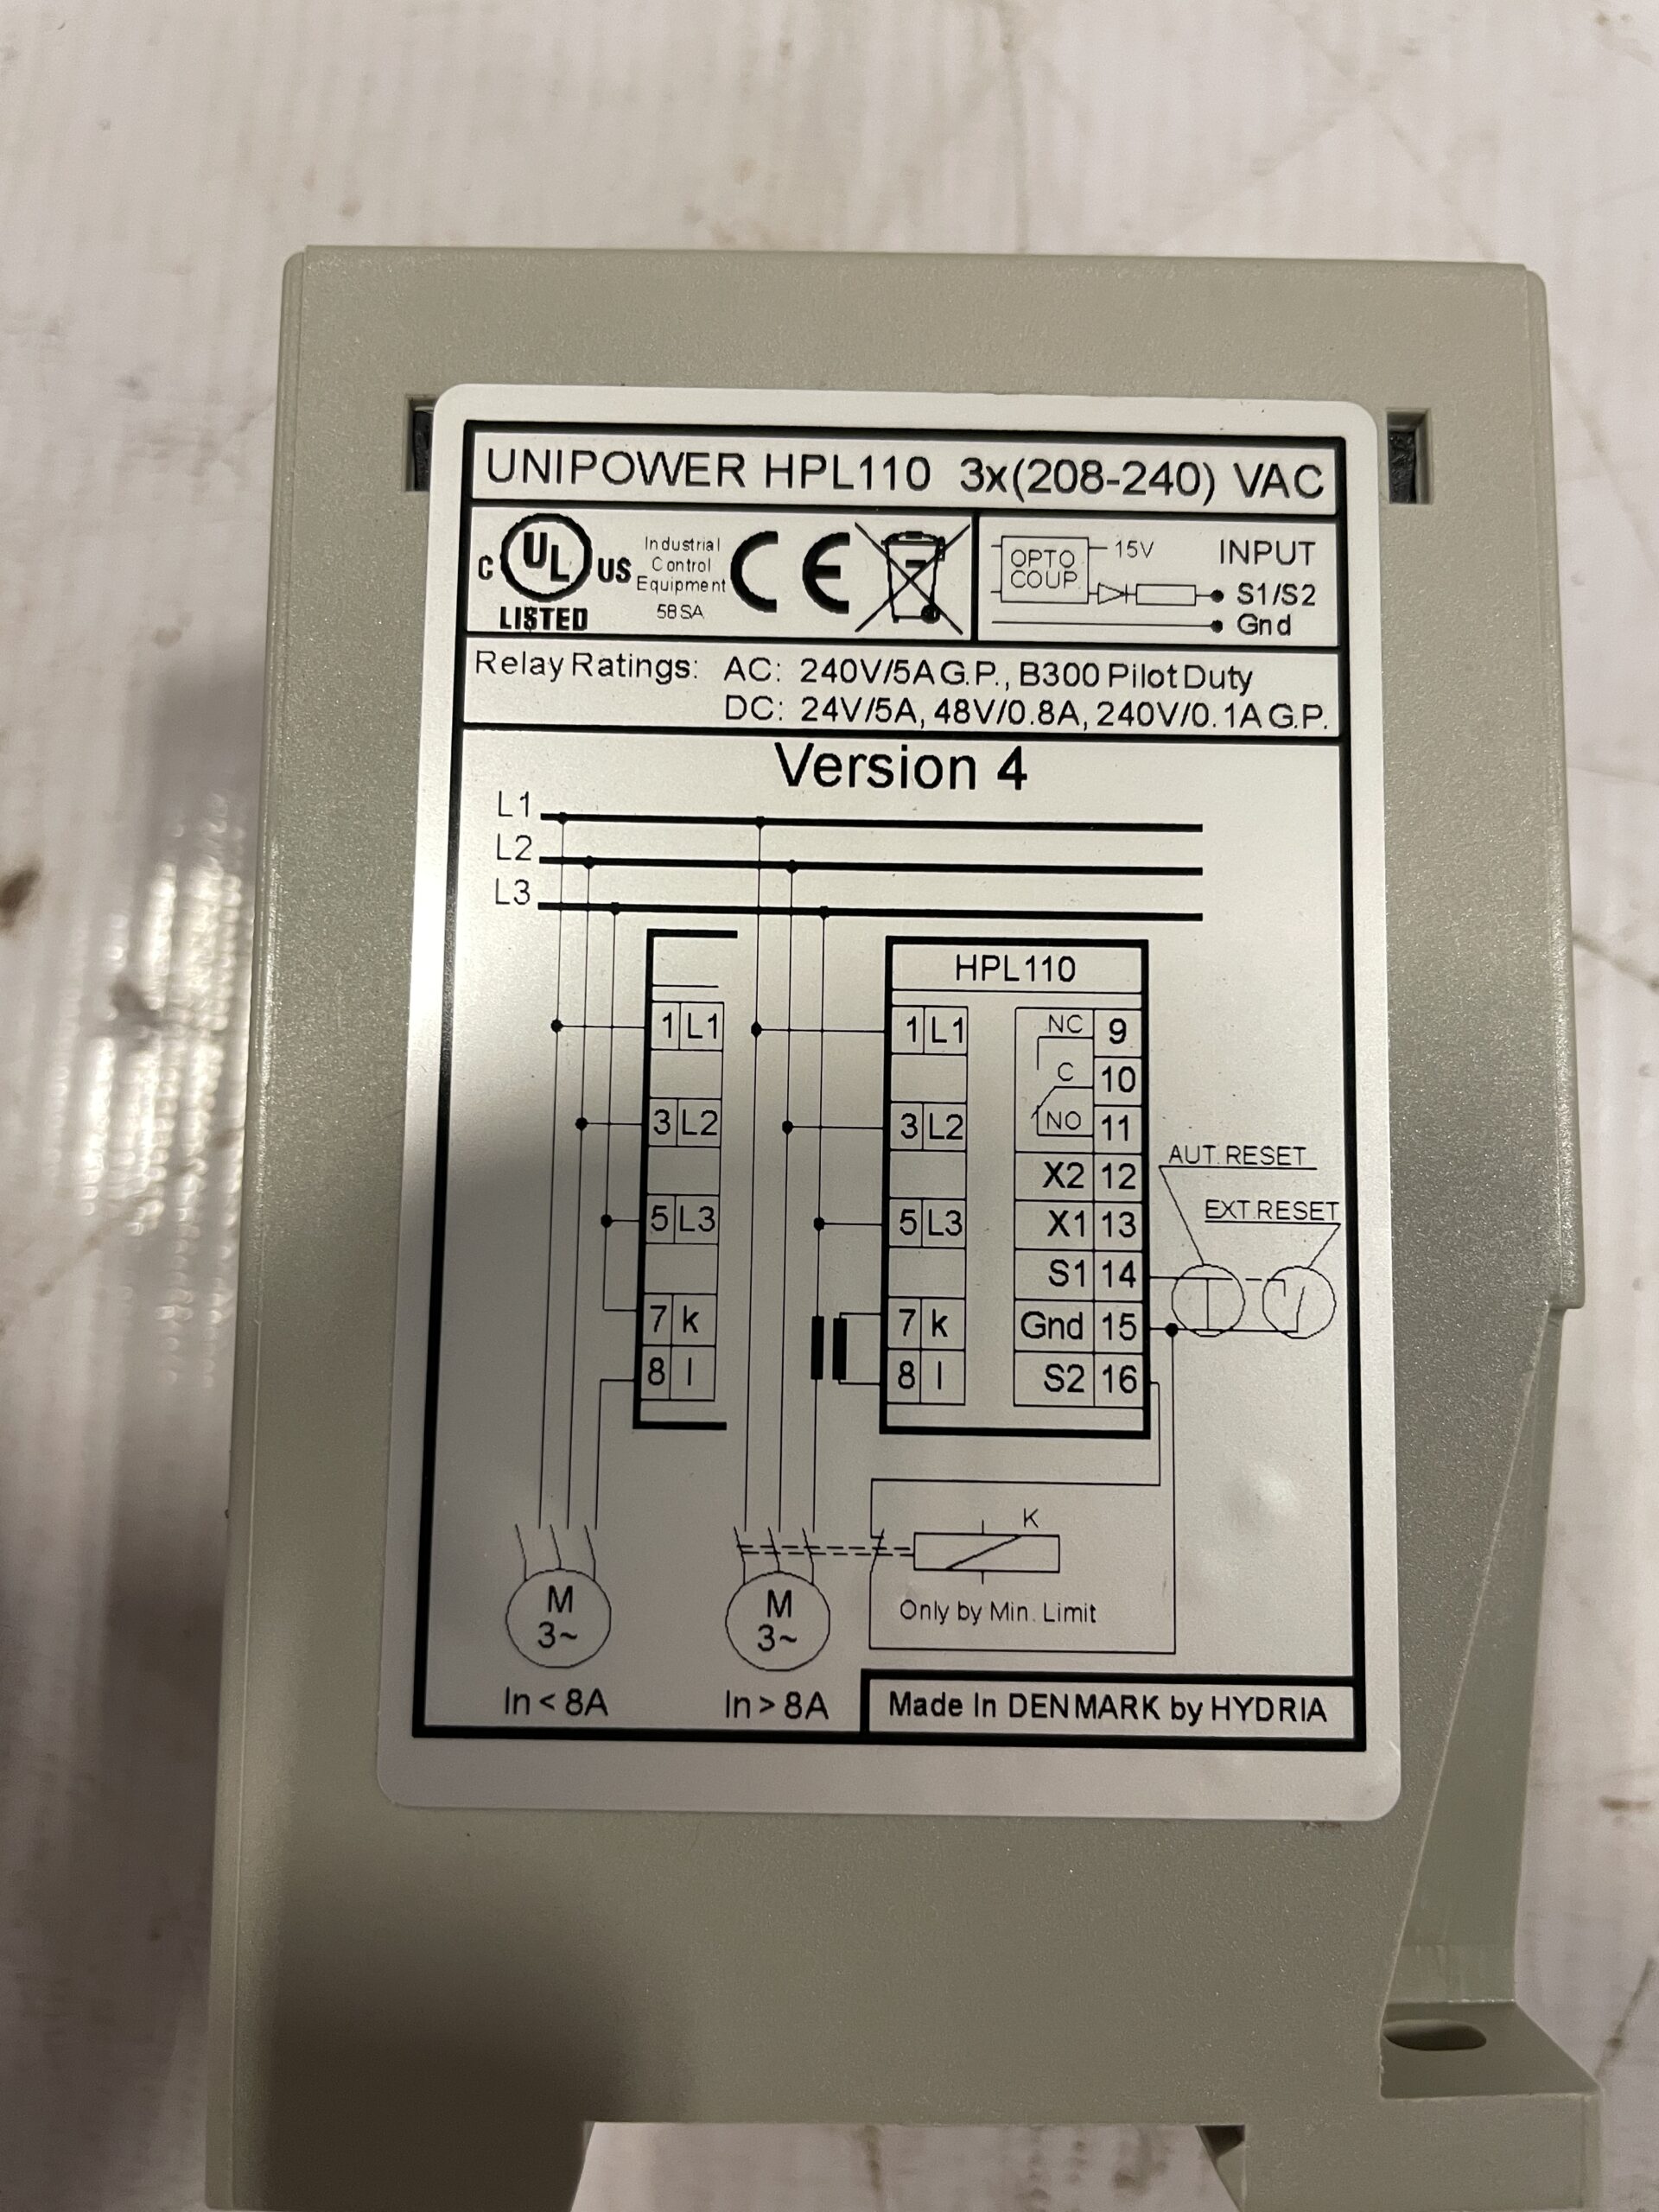 UNIPOWER HPL110 3x(208-240) VAC
C UL US
LISTED
Industrial
Control
Equipment
58SA
CE
OPTO
COUP.
15V
INPUT
S1/S2
Gnd
Relay Ratings: AC: 240V/5A G.P., B300 Pilot Duty
DC: 24V/5A, 48V/0.8A, 240V/0.1A G.P.
Version 4
L1
L2
L3
1 L1
3 L2
5 L3
7 k
8 l
HPL110
1 L1
3 L2
5 L3
7 k
8 l
NC 9
C 10
NO 11
X2 12
X1 13
S1 14
Gnd 15
S2 16
AUT.RESET
EXT.RESET
K
Only by Min. Limit
M
3~
In < 8A
M
3~
In > 8A
Made In DENMARK by HYDRIA